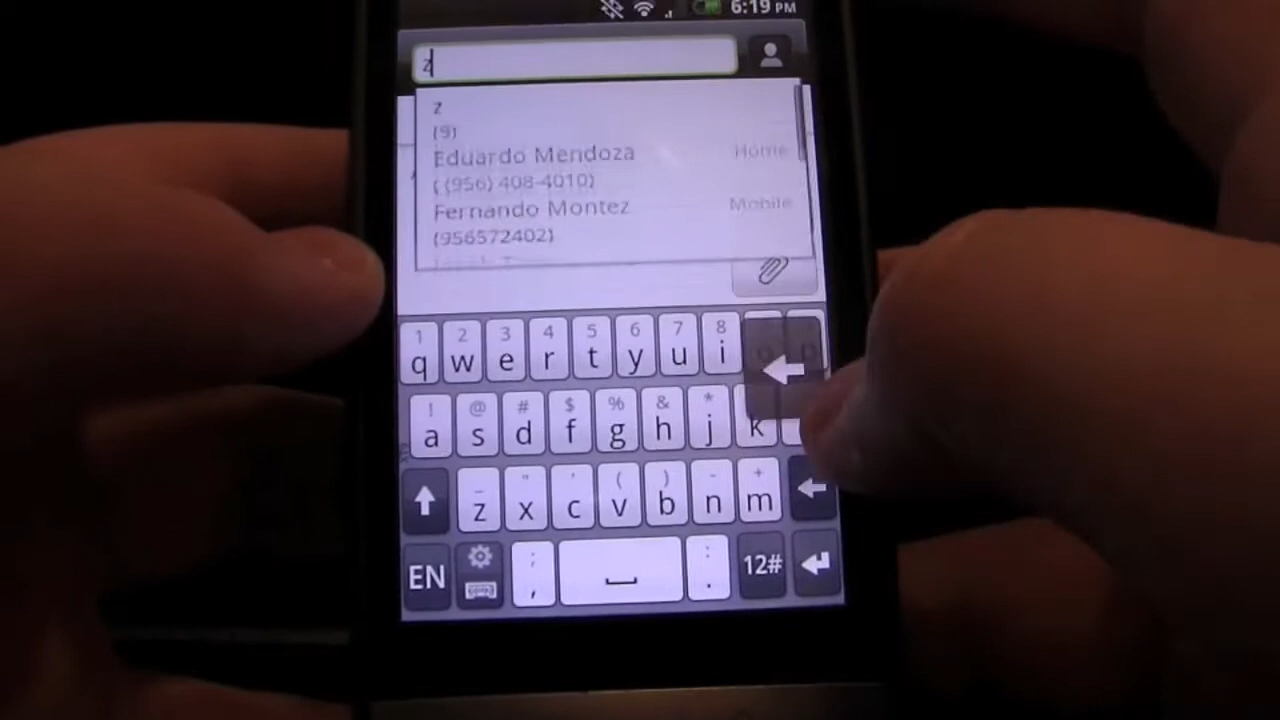 6:19 PM
z
z
(9)
Eduardo Mendoza Home
( (956) 408-4010)
Fernando Montez Mobile
(956572402)
1 2 3 4 5 6 7 8
q w e r t y u i
! @ # $ % & *
a s d f g h j k
_ " ' ( ) - +
z x c v b n m
EN ; , : . 12#